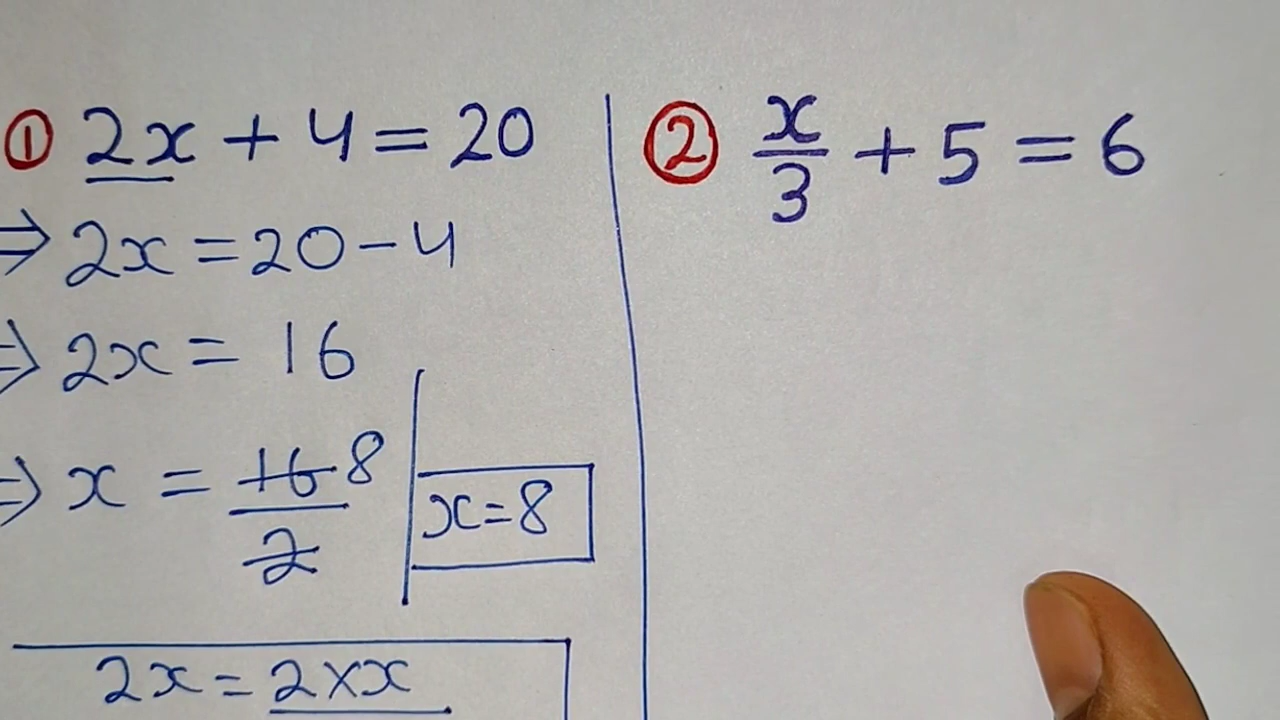 ① 2x + 4 = 20
⇒ 2x = 20 - 4
⇒ 2x = 16
⇒ x = 16/2 8
x = 8
2x = 2 × x
② x/3 + 5 = 6